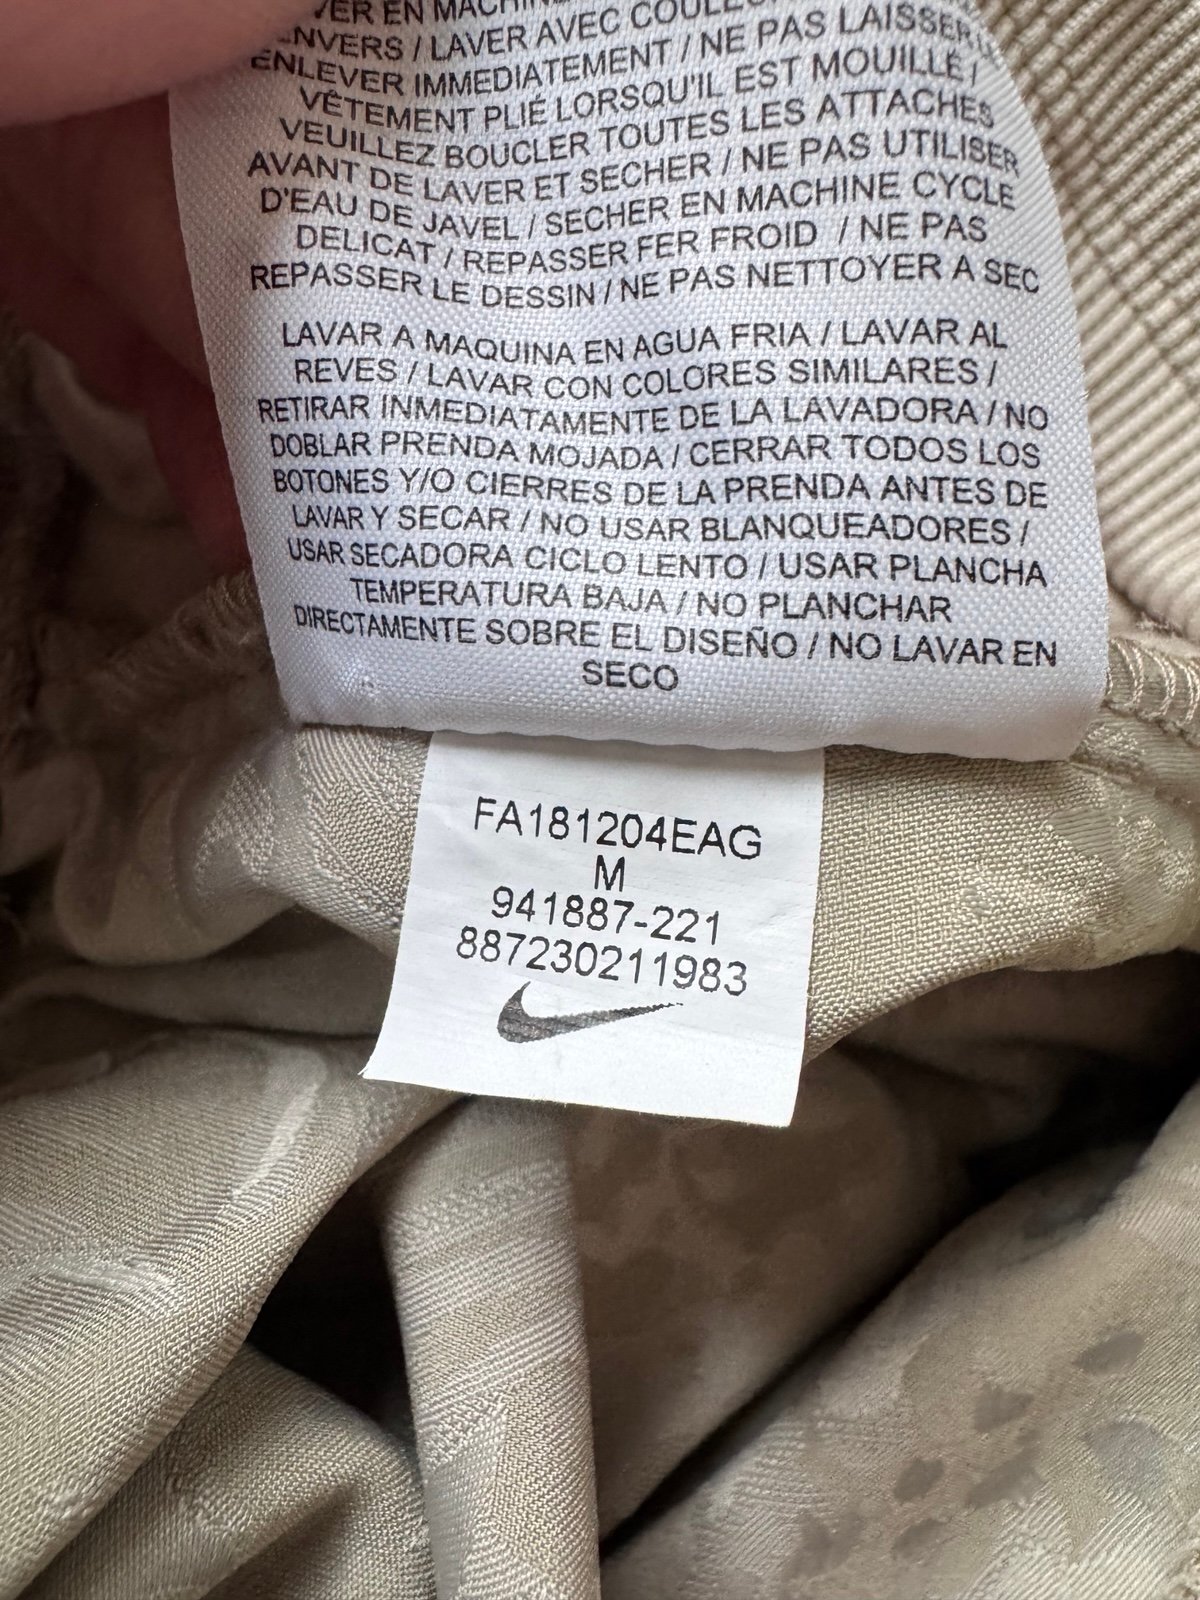 EN MACHINE
ENVERS / LAVER AVEC
ENLEVER IMMEDIATEMENT / NE PAS LAISSER
VÊTEMENT PLIÉ LORSQU'IL EST MOUILLÉ /
VEUILLEZ BOUCLER TOUTES LES ATTACHES
AVANT DE LAVER ET SECHER / NE PAS UTILISER
D'EAU DE JAVEL / SECHER EN MACHINE CYCLE
DELICAT / REPASSER FER FROID / NE PAS
REPASSER LE DESSIN / NE PAS NETTOYER A SEC
LAVAR A MAQUINA EN AGUA FRIA / LAVAR AL
REVES / LAVAR CON COLORES SIMILARES /
RETIRAR INMEDIATAMENTE DE LA LAVADORA / NO
DOBLAR PRENDA MOJADA / CERRAR TODOS LOS
BOTONES Y/O CIERRES DE LA PRENDA ANTES DE
LAVAR Y SECAR / NO USAR BLANQUEADORES /
USAR SECADORA CICLO LENTO / USAR PLANCHA
TEMPERATURA BAJA / NO PLANCHAR
DIRECTAMENTE SOBRE EL DISEÑO / NO LAVAR EN
SECO
FA181204EAG
M
941887-221
887230211983